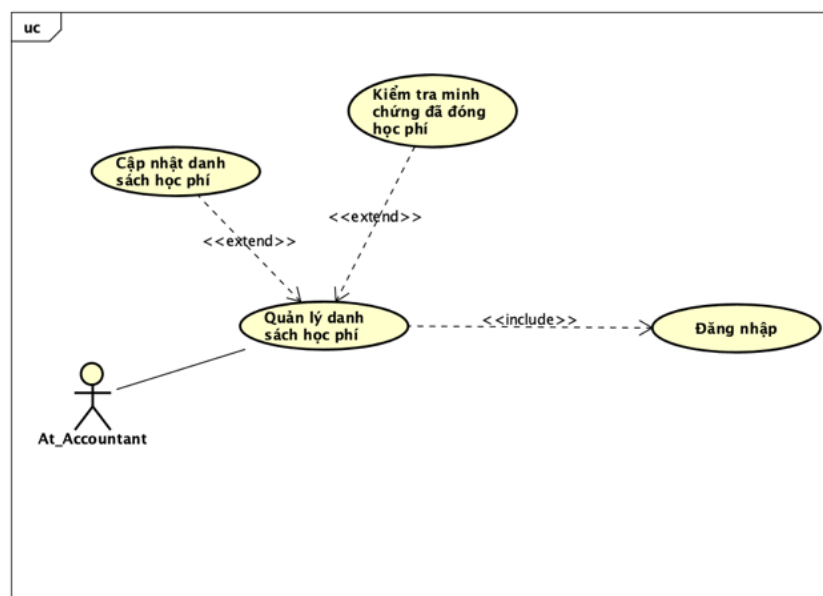 uc
Kiểm tra minh
chứng đã đóng
học phí
Cập nhật danh
sách học phí
<<extend>>
<<extend>>
Quản lý danh
sách học phí
<<include>>
Đăng nhập
At_Accountant